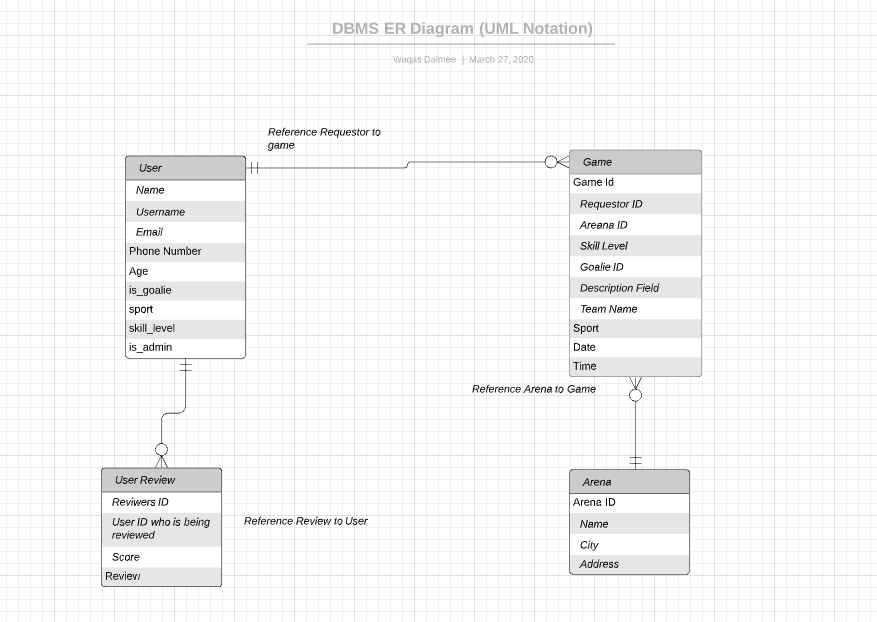 DBMS ER Diagram (UML Notation)
Waqas Dalmee | March 27, 2020
Reference Requestor to
game
User
Name
Username
Email
Phone Number
Age
is_goalie
sport
skill_level
is_admin
Game
Game Id
Requestor ID
Areana ID
Skill Level
Goalie ID
Description Field
Team Name
Sport
Date
Time
Reference Arena to Game
User Review
Reviwers ID
User ID who is being
reviewed
Score
Review
Reference Review to User
Arena
Arena ID
Name
City
Address